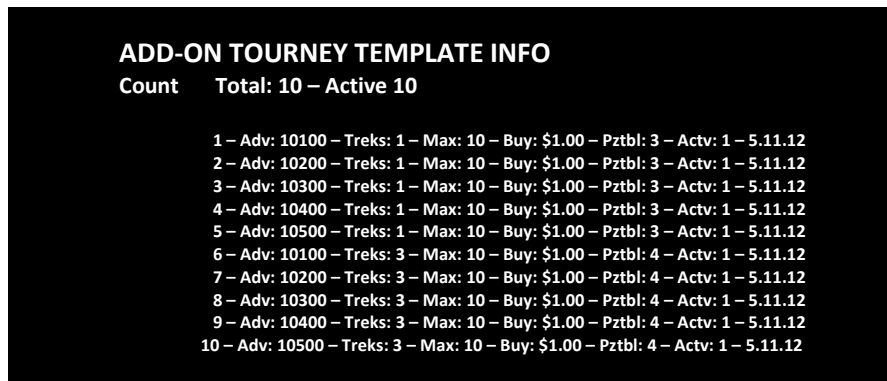 ADD-ON TOURNEY TEMPLATE INFO
Count Total: 10 – Active 10
1 – Adv: 10100 – Treks: 1 – Max: 10 – Buy: $1.00 – Pztbl: 3 – Actv: 1 – 5.11.12
2 – Adv: 10200 – Treks: 1 – Max: 10 – Buy: $1.00 – Pztbl: 3 – Actv: 1 – 5.11.12
3 – Adv: 10300 – Treks: 1 – Max: 10 – Buy: $1.00 – Pztbl: 3 – Actv: 1 – 5.11.12
4 – Adv: 10400 – Treks: 1 – Max: 10 – Buy: $1.00 – Pztbl: 3 – Actv: 1 – 5.11.12
5 – Adv: 10500 – Treks: 1 – Max: 10 – Buy: $1.00 – Pztbl: 3 – Actv: 1 – 5.11.12
6 – Adv: 10100 – Treks: 3 – Max: 10 – Buy: $1.00 – Pztbl: 4 – Actv: 1 – 5.11.12
7 – Adv: 10200 – Treks: 3 – Max: 10 – Buy: $1.00 – Pztbl: 4 – Actv: 1 – 5.11.12
8 – Adv: 10300 – Treks: 3 – Max: 10 – Buy: $1.00 – Pztbl: 4 – Actv: 1 – 5.11.12
9 – Adv: 10400 – Treks: 3 – Max: 10 – Buy: $1.00 – Pztbl: 4 – Actv: 1 – 5.11.12
10 – Adv: 10500 – Treks: 3 – Max: 10 – Buy: $1.00 – Pztbl: 4 – Actv: 1 – 5.11.12